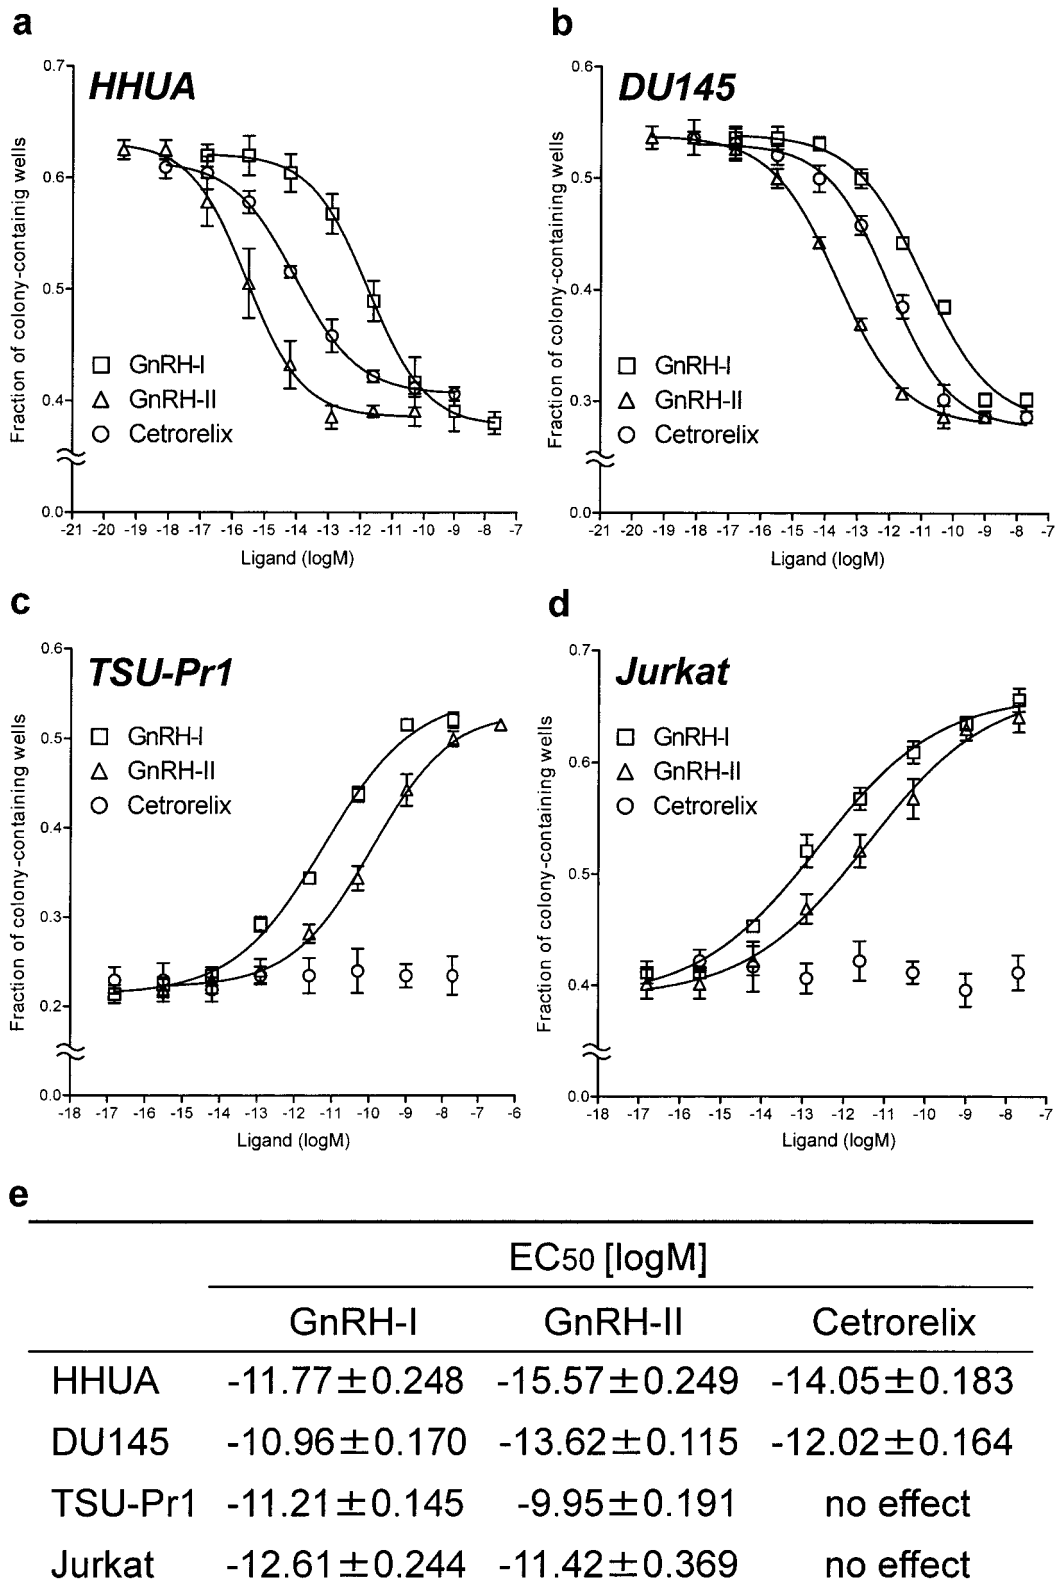 a
HHUA
Fraction of colony-containig wells
0.7
0.6
0.5
0.4
0.0
GnRH-I
GnRH-II
Cetrorelix
-21 -20 -19 -18 -17 -16 -15 -14 -13 -12 -11 -10 -9 -8 -7
Ligand (logM)
b
DU145
Fraction of colony-containing wells
0.6
0.5
0.4
0.3
0.0
GnRH-I
GnRH-II
Cetrorelix
-21 -20 -19 -18 -17 -16 -15 -14 -13 -12 -11 -10 -9 -8 -7
Ligand (logM)
c
TSU-Pr1
Fraction of colony-containing wells
0.6
0.5
0.4
0.3
0.2
0.0
GnRH-I
GnRH-II
Cetrorelix
-18 -17 -16 -15 -14 -13 -12 -11 -10 -9 -8 -7 -6
Ligand (logM)
d
Jurkat
Fraction of colony-containing wells
0.7
0.6
0.5
0.4
0.0
GnRH-I
GnRH-II
Cetrorelix
-18 -17 -16 -15 -14 -13 -12 -11 -10 -9 -8 -7
Ligand (logM)
e
EC50 [logM]
GnRH-I GnRH-II Cetrorelix
HHUA -11.77±0.248 -15.57±0.249 -14.05±0.183
DU145 -10.96±0.170 -13.62±0.115 -12.02±0.164
TSU-Pr1 -11.21±0.145 -9.95±0.191 no effect
Jurkat -12.61±0.244 -11.42±0.369 no effect